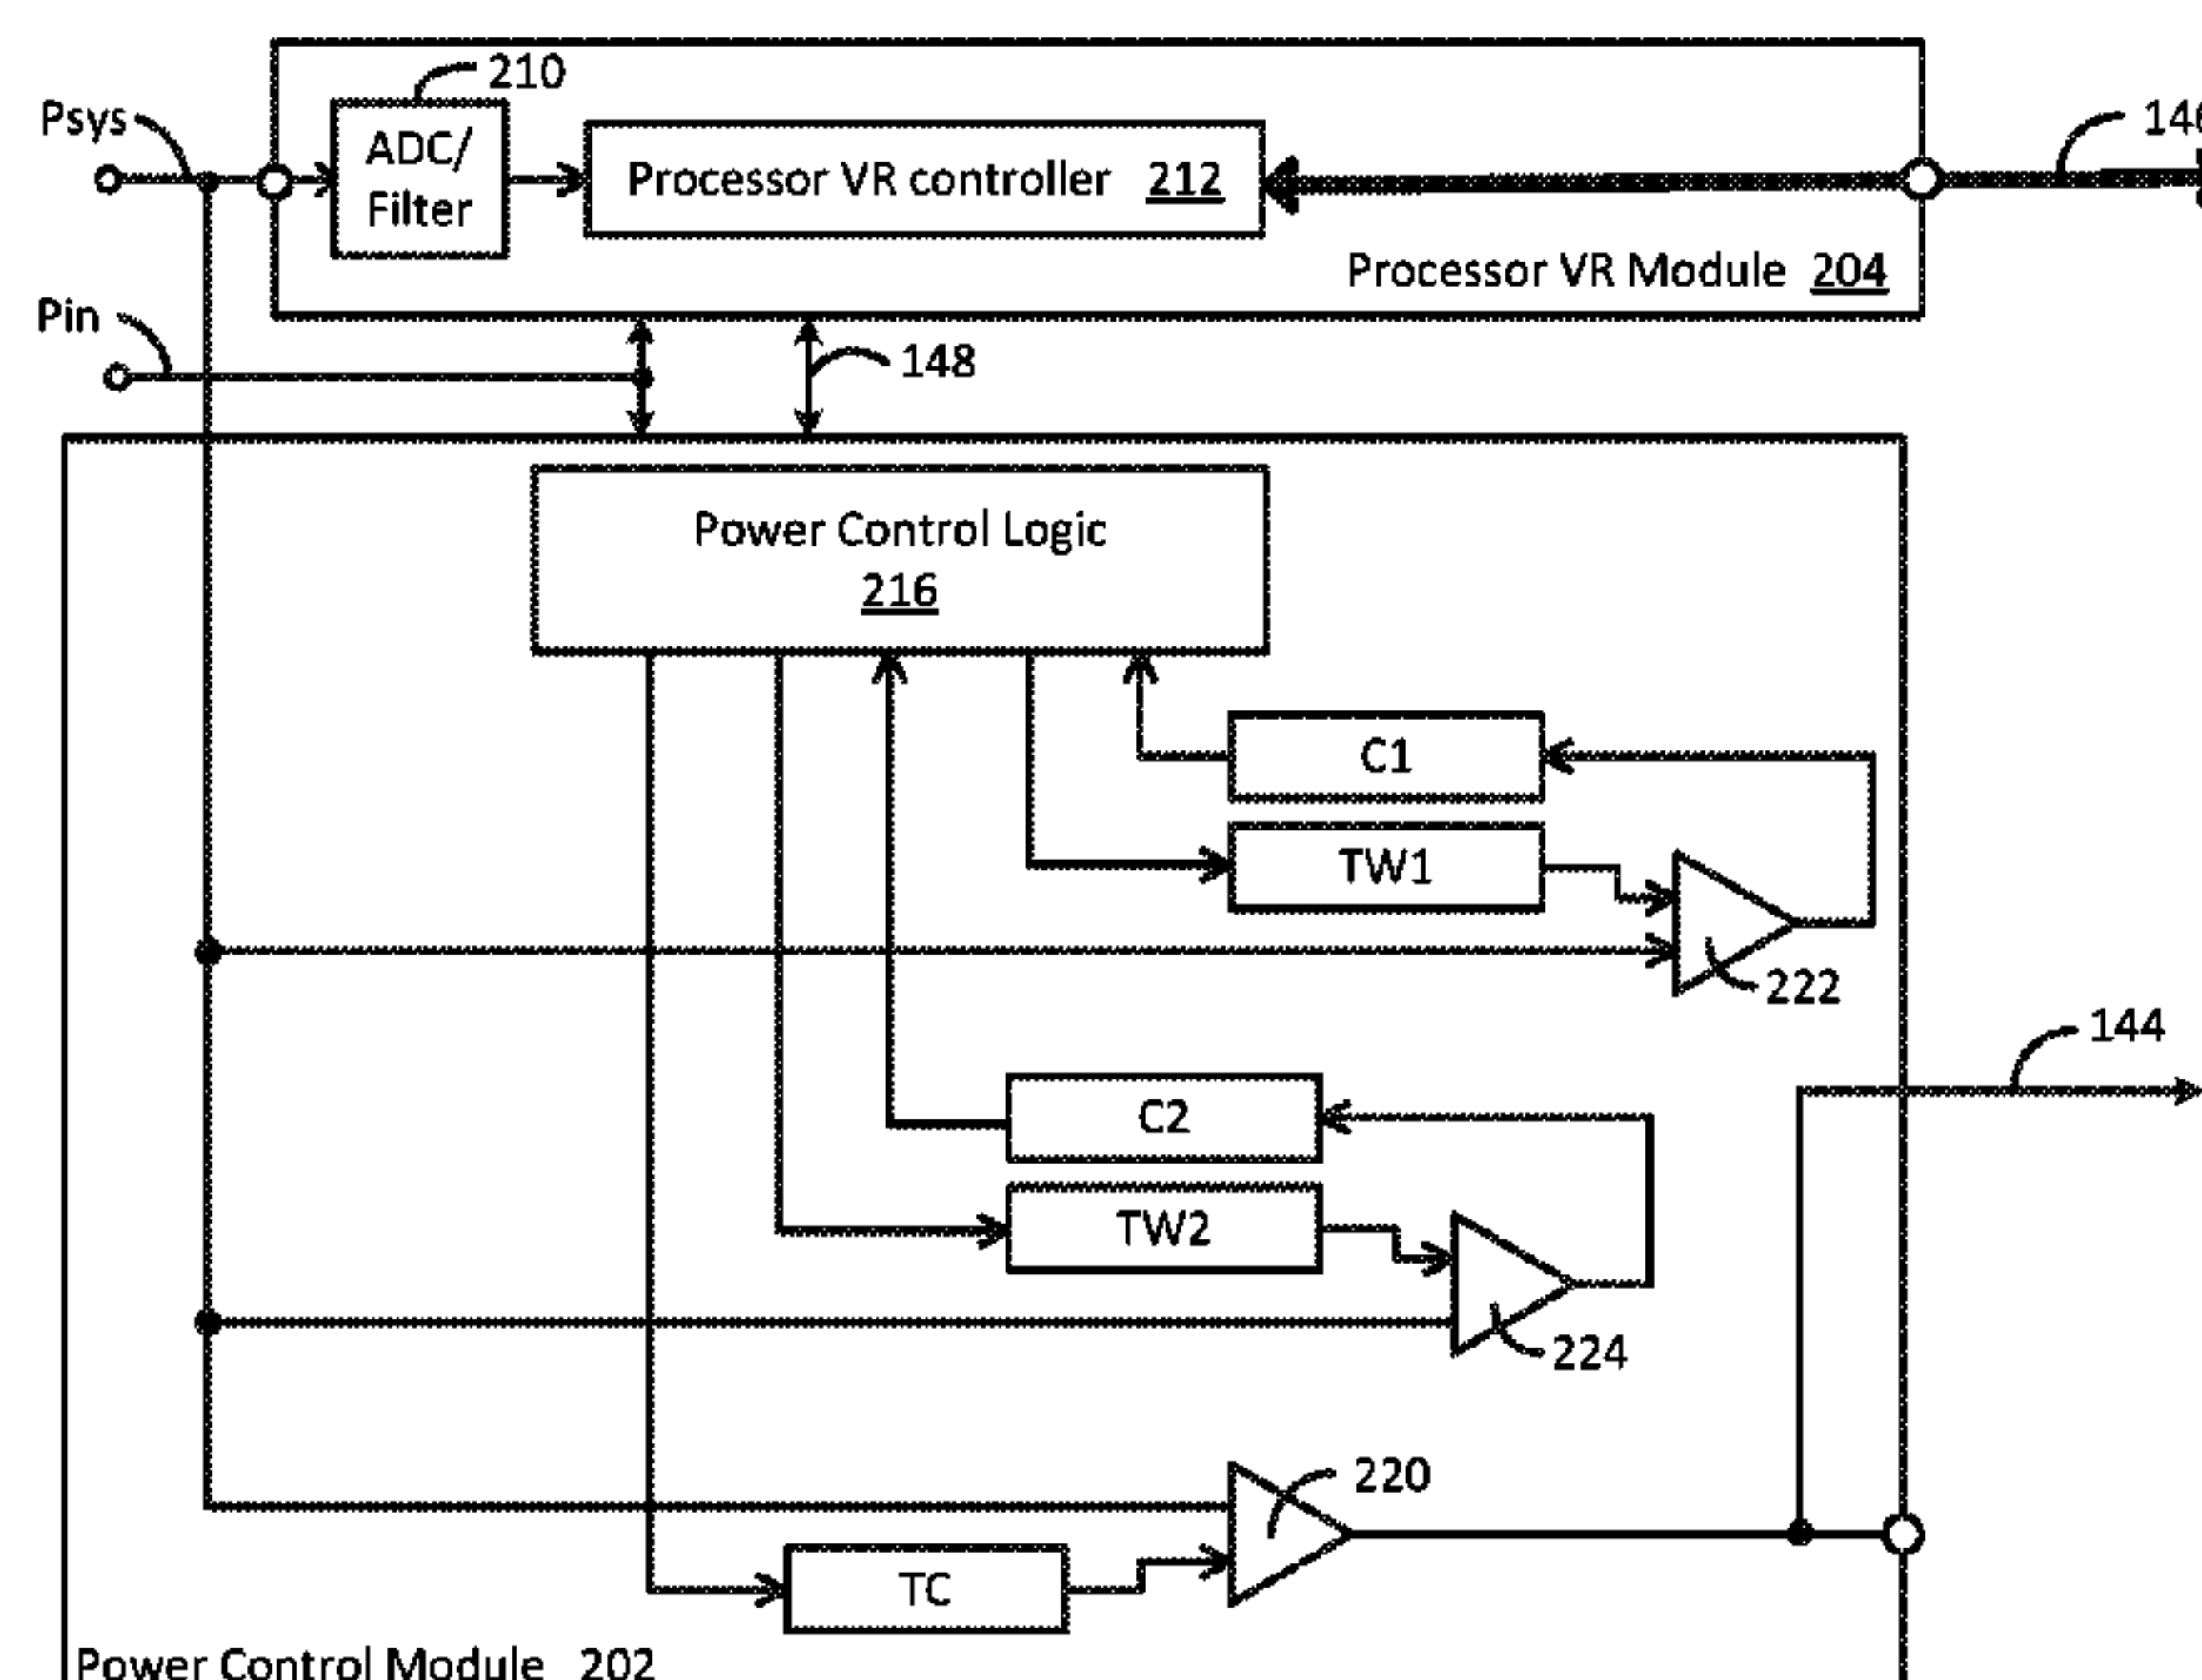 210
Psys
ADC/
Filter
Processor VR controller 212
Processor VR Module 204
Pin
148
Power Control Logic
216
C1
TW1
222
144
C2
TW2
224
220
TC
Power Control Module 202